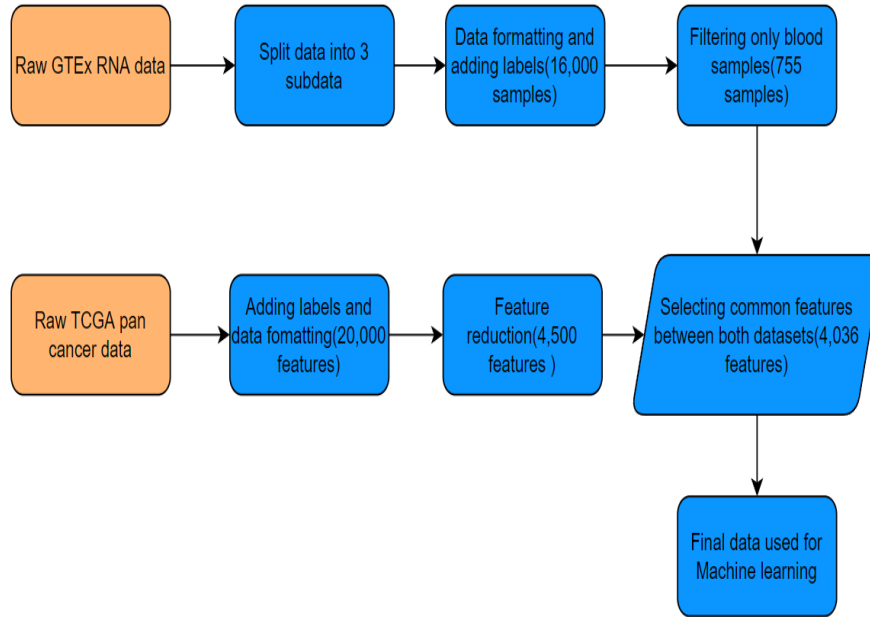 Raw GTEx RNA data
Split data into 3
subdata
Data formatting and
adding labels(16,000
samples)
Filtering only blood
samples(755
samples)
Raw TCGA pan
cancer data
Adding labels and
data fomatting(20,000
features)
Feature
reduction(4,500
features )
Selecting common features
between both datasets(4,036
features)
Final data used for
Machine learning